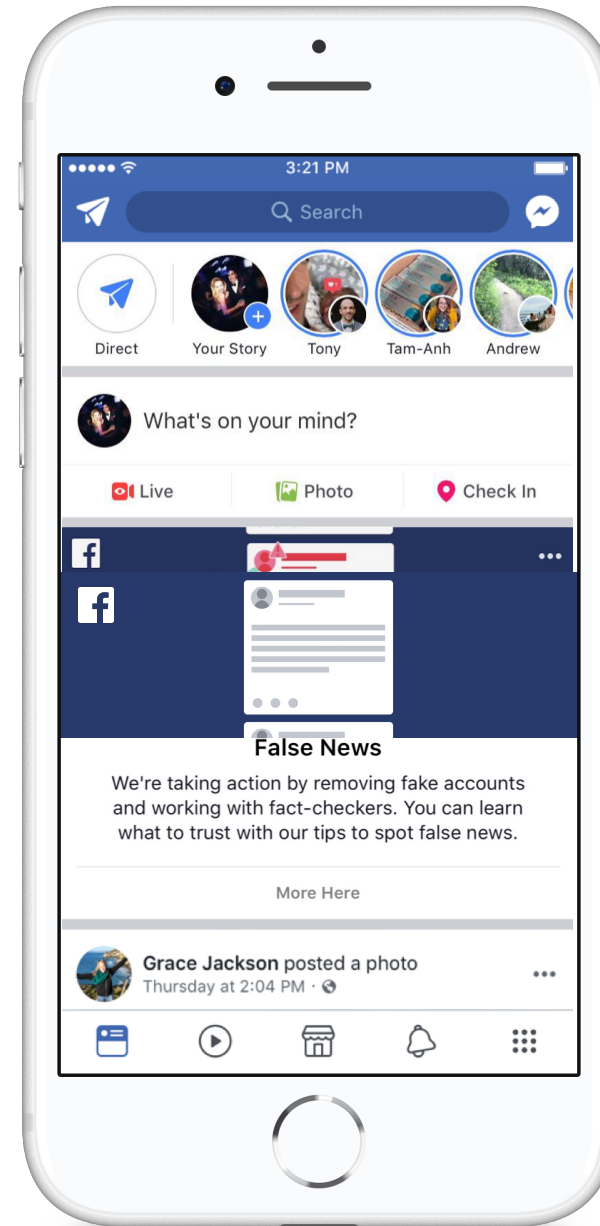 3:21 PM
Search
Direct
Your Story
Tony
Tam-Anh
Andrew
What's on your mind?
Live
Photo
Check In
False News
We're taking action by removing fake accounts
and working with fact-checkers. You can learn
what to trust with our tips to spot false news.
More Here
Grace Jackson posted a photo
Thursday at 2:04 PM ·